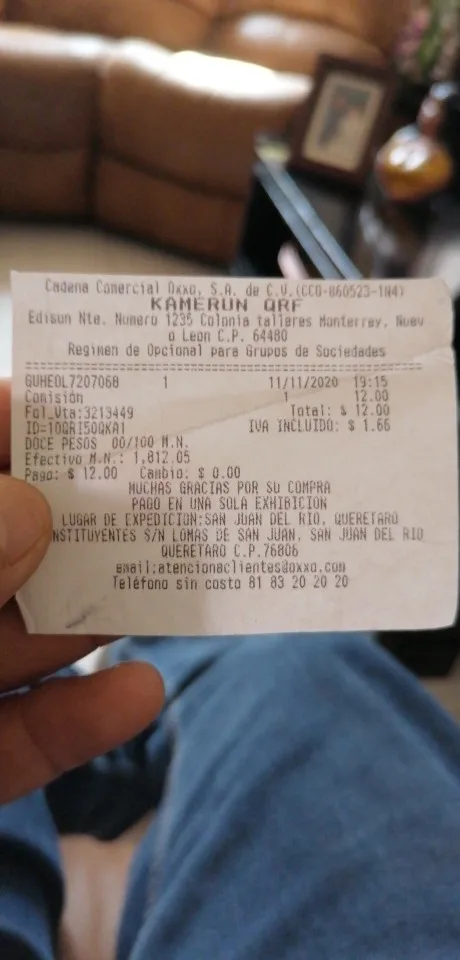 Cadena Comercial Oxxo, S.A. de C.V.(CCO-860523-1N4)
KAMERUN QRF
Edison Nte. Numero 1235 Colonia talleres Monterrey, Nuev
o Leon C.P. 64480
Regimen de Opcional para Grupos de Sociedades
GUHEOL7207068 1 11/11/2020 19:15
Comisión 1 12.00
Fol_Vta:3213449 Total: $ 12.00
ID=10QRI50QKA1 IVA INCLUIDO: $ 1.66
DOCE PESOS 00/100 M.N.
Efectivo M.N.: 1,812.05
Pago: $ 12.00 Cambio: $ 0.00
MUCHAS GRACIAS POR SU COMPRA
PAGO EN UNA SOLA EXHIBICION
LUGAR DE EXPEDICION:SAN JUAN DEL RIO, QUERETARO
NSTITUYENTES S/N LOMAS DE SAN JUAN, SAN JUAN DEL RIO
QUERETARO C.P.76806
email:atencionaclientes@oxxo.com
Teléfono sin costo 81 83 20 20 20